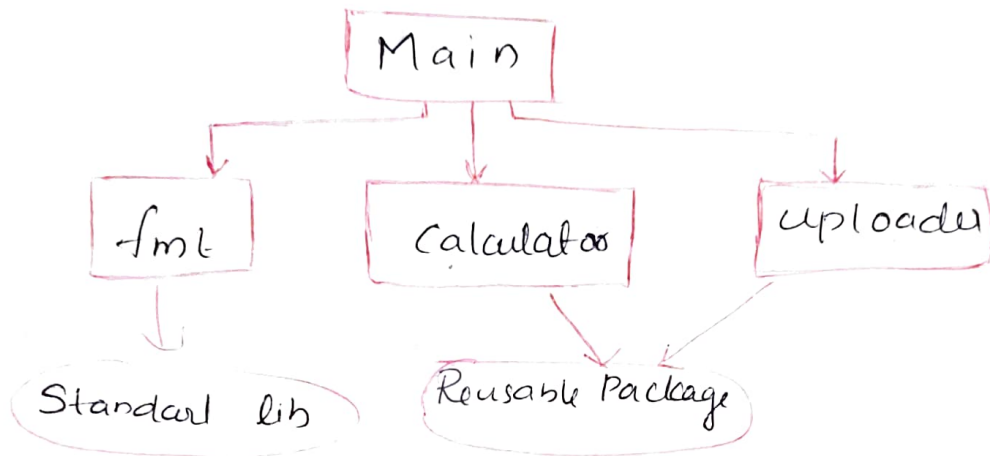 Main
fmt
Calculator
uploader
Standard lib
Reusable Package